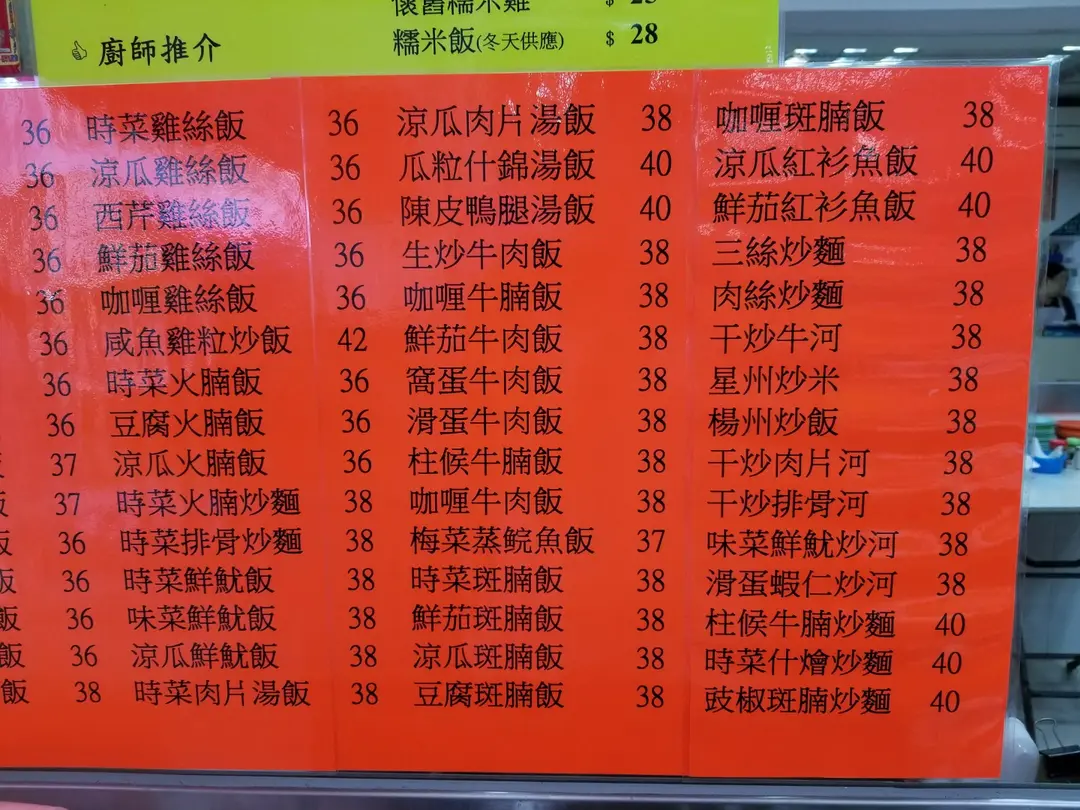 懷舊糯米雞 $ 25
👍廚師推介
糯米飯(冬天供應) $ 28
36
36
36
36
36
36
36
36
37
飯 37
飯 36
飯 36
飯 36
飯 36
飯 38
時菜雞絲飯 36
涼瓜雞絲飯 36
西芹雞絲飯 36
鮮茄雞絲飯 36
咖喱雞絲飯 36
咸魚雞粒炒飯 42
時菜火腩飯 36
豆腐火腩飯 36
涼瓜火腩飯 36
時菜火腩炒麵 38
時菜排骨炒麵 38
時菜鮮魷飯 38
味菜鮮魷飯 38
涼瓜鮮魷飯 38
時菜肉片湯飯 38
涼瓜肉片湯飯 38
瓜粒什錦湯飯 40
陳皮鴨腿湯飯 40
生炒牛肉飯 38
咖喱牛腩飯 38
鮮茄牛肉飯 38
窩蛋牛肉飯 38
滑蛋牛肉飯 38
柱候牛腩飯 38
咖喱牛肉飯 38
梅菜蒸鯇魚飯 37
時菜斑腩飯 38
鮮茄斑腩飯 38
涼瓜斑腩飯 38
豆腐斑腩飯 38
咖喱斑腩飯 38
涼瓜紅衫魚飯 40
鮮茄紅衫魚飯 40
三絲炒麵 38
肉絲炒麵 38
干炒牛河 38
星州炒米 38
楊州炒飯 38
干炒肉片河 38
干炒排骨河 38
味菜鮮魷炒河 38
滑蛋蝦仁炒河 38
柱候牛腩炒麵 40
時菜什燴炒麵 40
豉椒斑腩炒麵 40